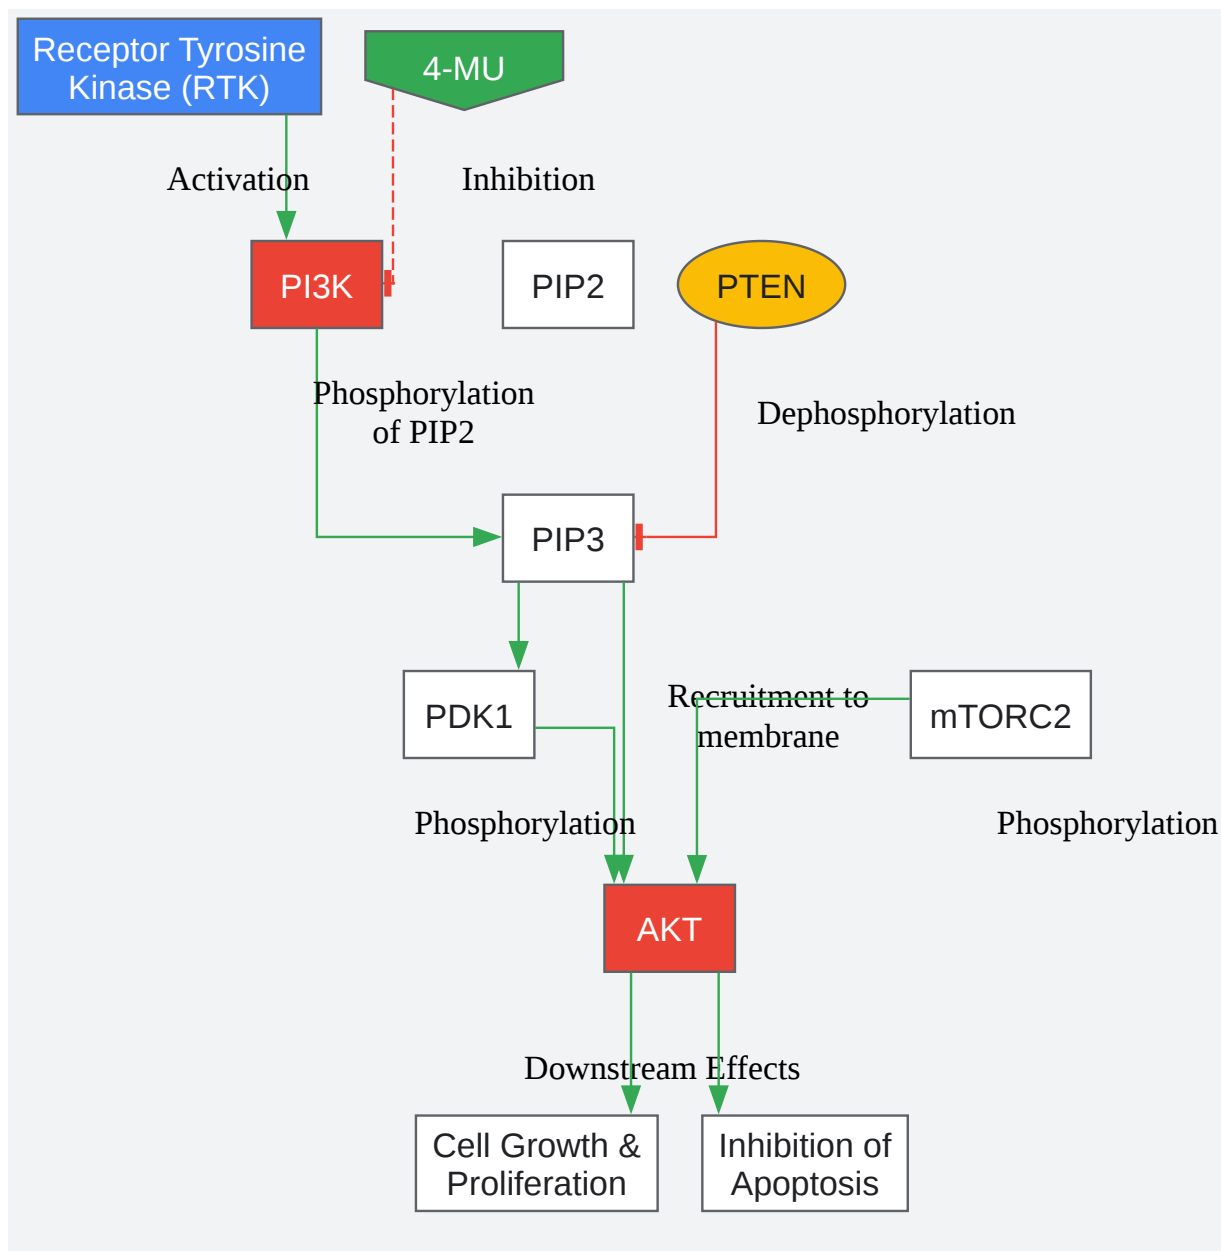 Receptor Tyrosine
Kinase (RTK)
4-MU
Activation
Inhibition
PI3K
PIP2
PTEN
Phosphorylation
of PIP2
Dephosphorylation
PIP3
PDK1
Recruitment to
membrane
mTORC2
Phosphorylation
Phosphorylation
AKT
Downstream Effects
Cell Growth &
Proliferation
Inhibition of
Apoptosis